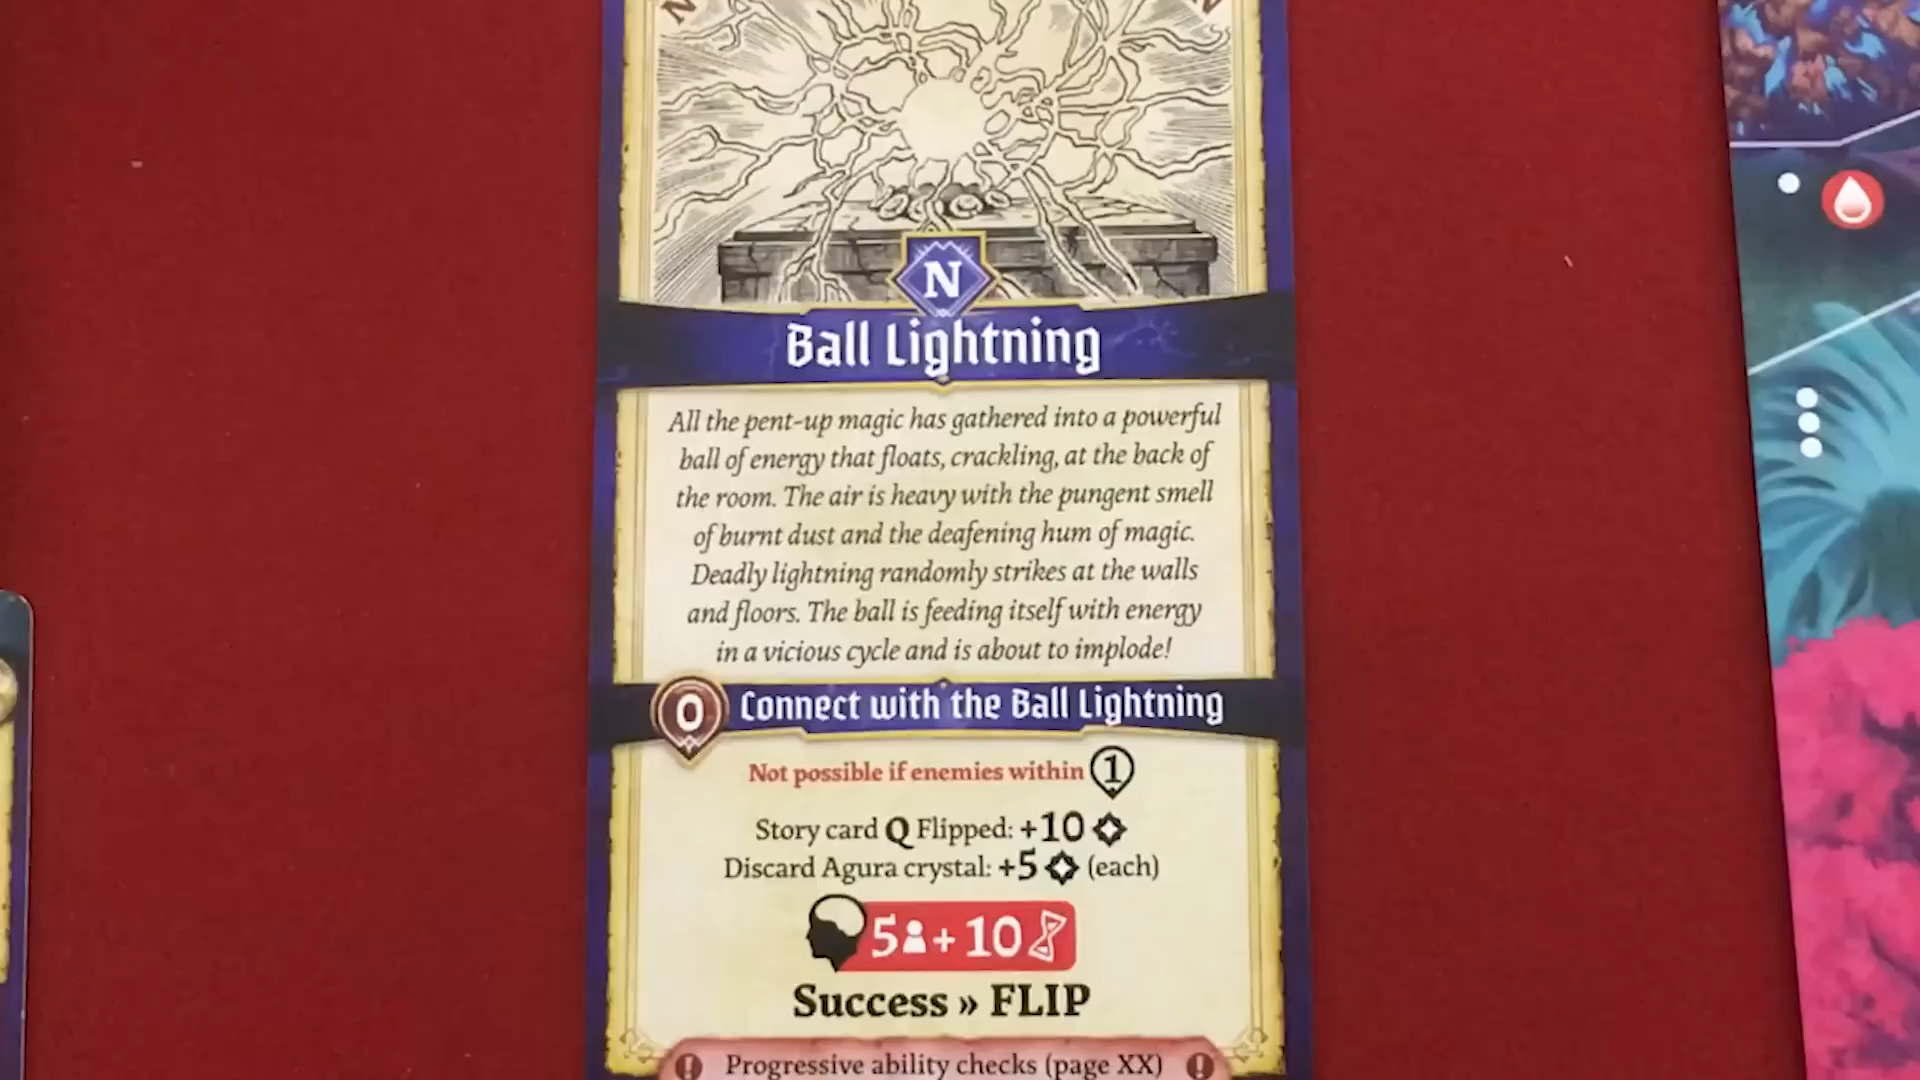 N N
N
Ball Lightning
All the pent-up magic has gathered into a powerful
ball of energy that floats, crackling, at the back of
the room. The air is heavy with the pungent smell
of burnt dust and the deafening hum of magic.
Deadly lightning randomly strikes at the walls
and floors. The ball is feeding itself with energy
in a vicious cycle and is about to implode!
0 Connect with the Ball Lightning
Not possible if enemies within 1
Story card Q Flipped: +10
Discard Agura crystal: +5 (each)
5 + 10
Success » FLIP
! Progressive ability checks (page XX) !